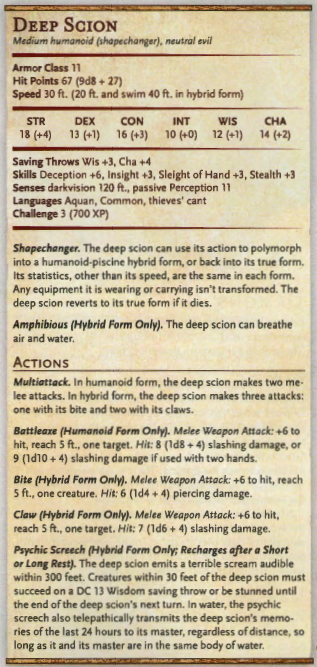 DEEP SCION
Medium humanoid (shapechanger), neutral evil
Armor Class 11
Hit Points 67 (9d8 + 27)
Speed 30 ft. (20 ft. and swim 40 ft. in hybrid form)
STR DEX CON INT WIS CHA
18 (+4) 13 (+1) 16 (+3) 10 (+0) 12 (+1) 14 (+2)
Saving Throws Wis +3, Cha +4
Skills Deception +6, Insight +3, Sleight of Hand +3, Stealth +3
Senses darkvision 120 ft., passive Perception 11
Languages Aquan, Common, thieves' cant
Challenge 3 (700 XP)
Shapechanger. The deep scion can use its action to polymorph
into a humanoid-piscine hybrid form, or back into its true form.
Its statistics, other than its speed, are the same in each form.
Any equipment it is wearing or carrying isn't transformed. The
deep scion reverts to its true form if it dies.
Amphibious (Hybrid Form Only). The deep scion can breathe
air and water.
ACTIONS
Multiattack. In humanoid form, the deep scion makes two me-
lee attacks. In hybrid form, the deep scion makes three attacks:
one with its bite and two with its claws.
Battleaxe (Humanoid Form Only). Melee Weapon Attack: +6 to
hit, reach 5 ft., one target. Hit: 8 (1d8 + 4) slashing damage, or
9 (1d10 + 4) slashing damage if used with two hands.
Bite (Hybrid Form Only). Melee Weapon Attack: +6 to hit, reach
5 ft., one creature. Hit: 6 (1d4 + 4) piercing damage.
Claw (Hybrid Form Only). Melee Weapon Attack: +6 to hit,
reach 5 ft., one target. Hit: 7 (1d6 + 4) slashing damage.
Psychic Screech (Hybrid Form Only; Recharges after a Short
or Long Rest). The deep scion emits a terrible scream audible
within 300 feet. Creatures within 30 feet of the deep scion must
succeed on a DC 13 Wisdom saving throw or be stunned until
the end of the deep scion's next turn. In water, the psychic
screech also telepathically transmits the deep scion's memo-
ries of the last 24 hours to its master, regardless of distance, so
long as it and its master are in the same body of water.